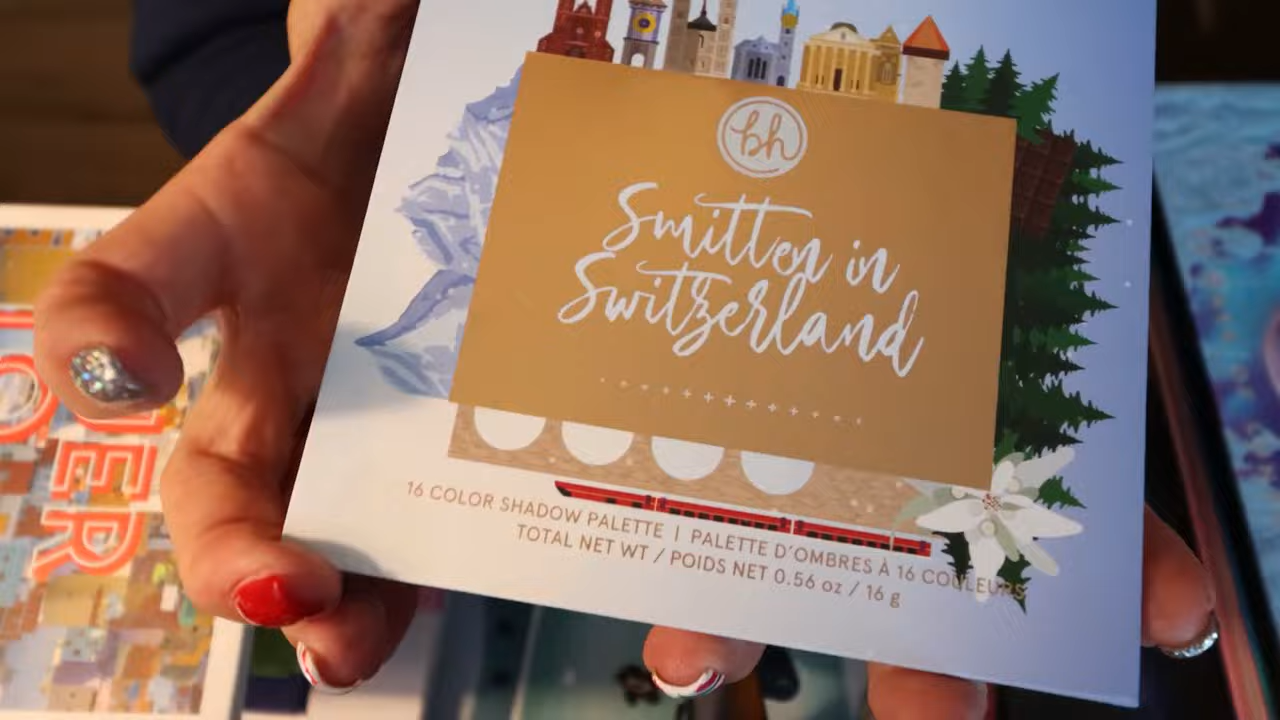 bh
Smitten in
Switzerland
16 COLOR SHADOW PALETTE | PALETTE D'OMBRES À 16 COULEURS
TOTAL NET WT / POIDS NET 0.56 oz / 16 g